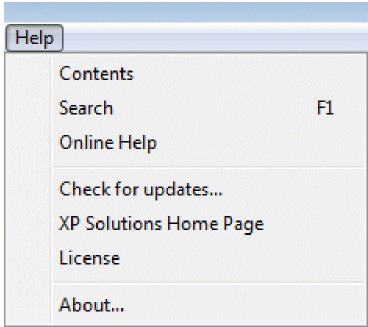 Help
Contents
Search F1
Online Help
Check for updates...
XP Solutions Home Page
License
About...